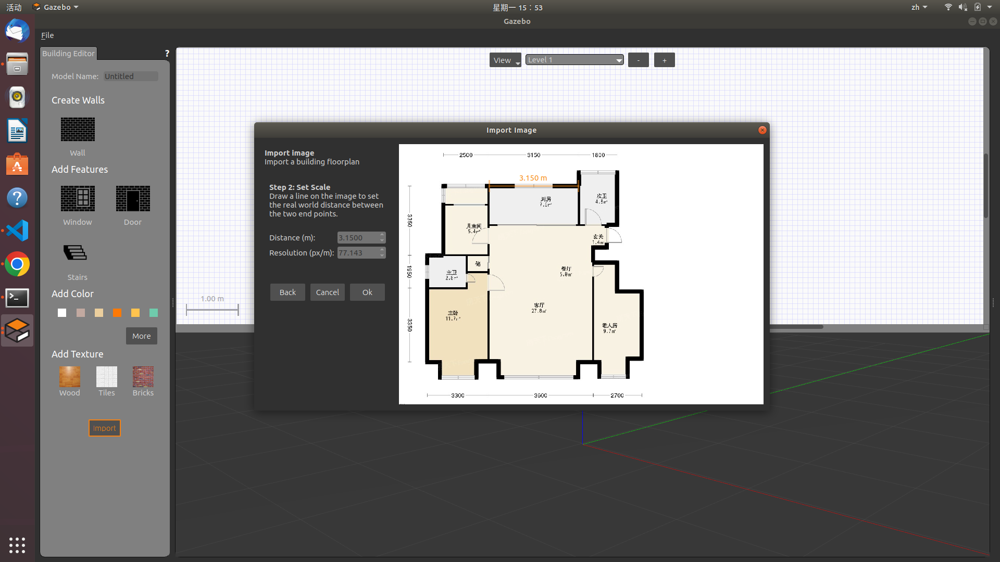 活动
Gazebo
星期一 15：53
zh
Gazebo
File
Building Editor
?
Model Name: Untitled
Create Walls
Wall
Add Features
Window
Door
Stairs
Add Color
More
Add Texture
Wood
Tiles
Bricks
Import
View
Level 1
-
+
1.00 m
Import Image
Import image
Import a building floorplan
Step 2: Set Scale
Draw a line on the image to set
the real world distance between
the two end points.
Distance (m): 3.1500
Resolution (px/m): 77.143
Back
Cancel
Ok
2500
3150
1800
3.150 m
厨房
7.6㎡
次卫
4.3㎡
3350
儿童间
5.4㎡
玄关
1.4㎡
1950
储
主卫
2.8㎡
餐厅
5.0㎡
客厅
27.8㎡
主卧
11.7㎡
3350
老人房
9.7㎡
3300
3600
2700